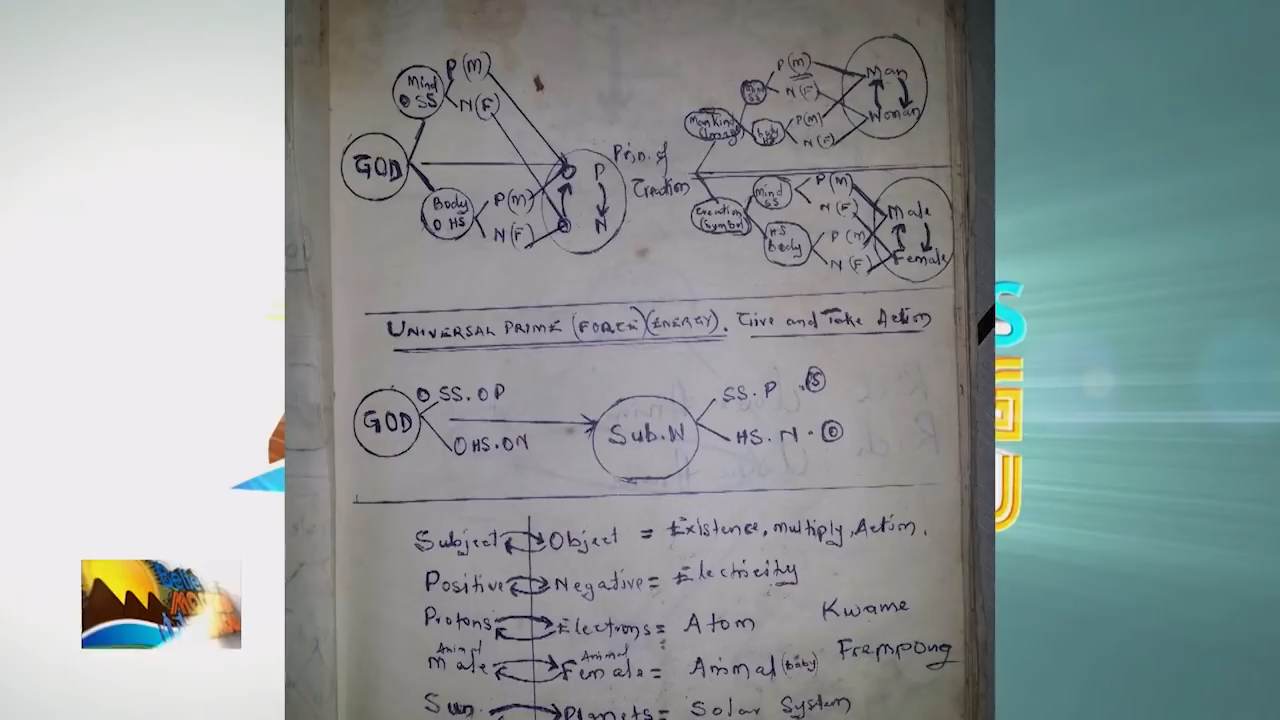 Mind
O SS
P (M)
N (F)
GOD
Body
O HS
P (M)
N (F)
P
N
Prin. of
Creation
Mankind
(Image)
P (M)
N (F)
Body
HS
P(M)
N (F)
Man
Woman
Creation
(Symbol)
Mind
SS
P (M)
N (F)
HS
Body
P (M)
N (F)
Male
Female
UNIVERSAL PRIME (FORCE)(ENERGY). Give and Take Action
GOD
O SS. OP
O HS. ON
Sub. N
SS. P . S
HS. N . O
Subject Object = Existence, multiply, Action.
Positive Negative = Electricity
Protons Electrons = Atom
Animal Male Animal Female = Animal (Baby)
Sun Planets = Solar System
Kwame
Frempong